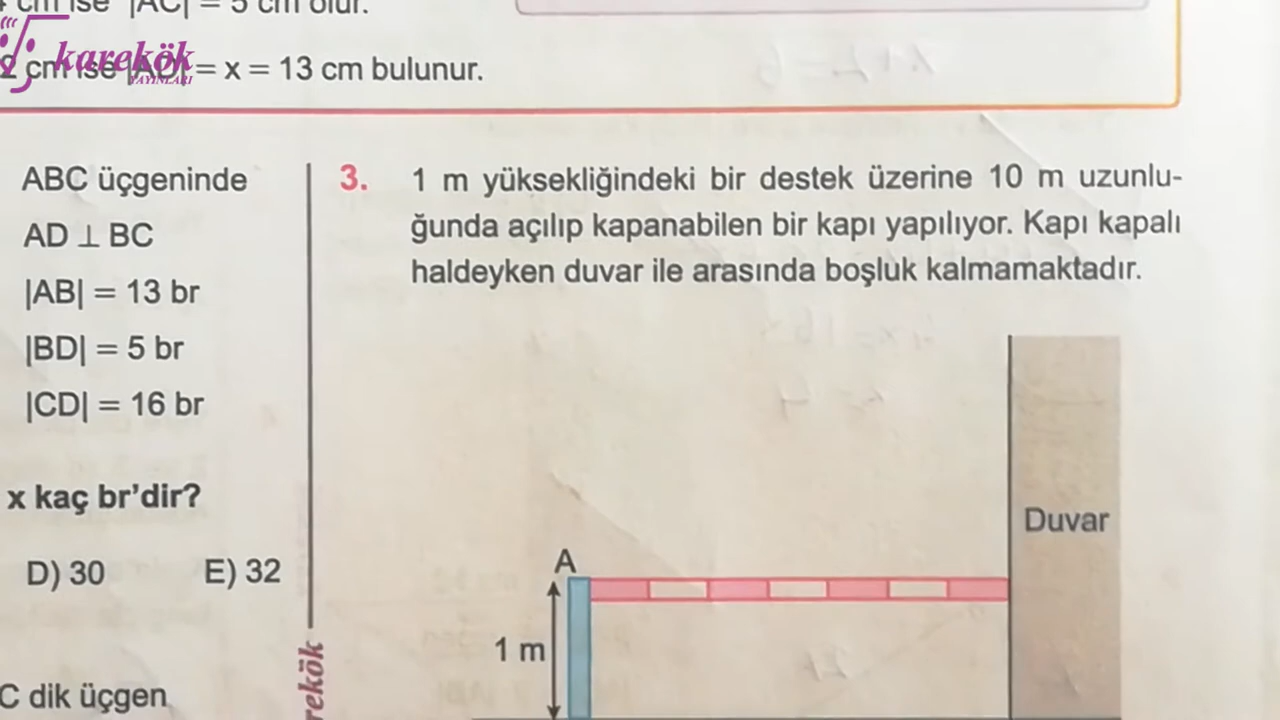 cm ise |AC| = 5 cm olur.
karekök
YAYINLARI
2 cm ise |AD| = x = 13 cm bulunur.
ABC üçgeninde
AD ⊥ BC
|AB| = 13 br
|BD| = 5 br
|CD| = 16 br
x kaç br'dir?
D) 30 E) 32
C dik üçgen
rekök
3. 1 m yüksekliğindeki bir destek üzerine 10 m uzunlu-
ğunda açılıp kapanabilen bir kapı yapılıyor. Kapı kapalı
haldeyken duvar ile arasında boşluk kalmamaktadır.
Duvar
A
1 m